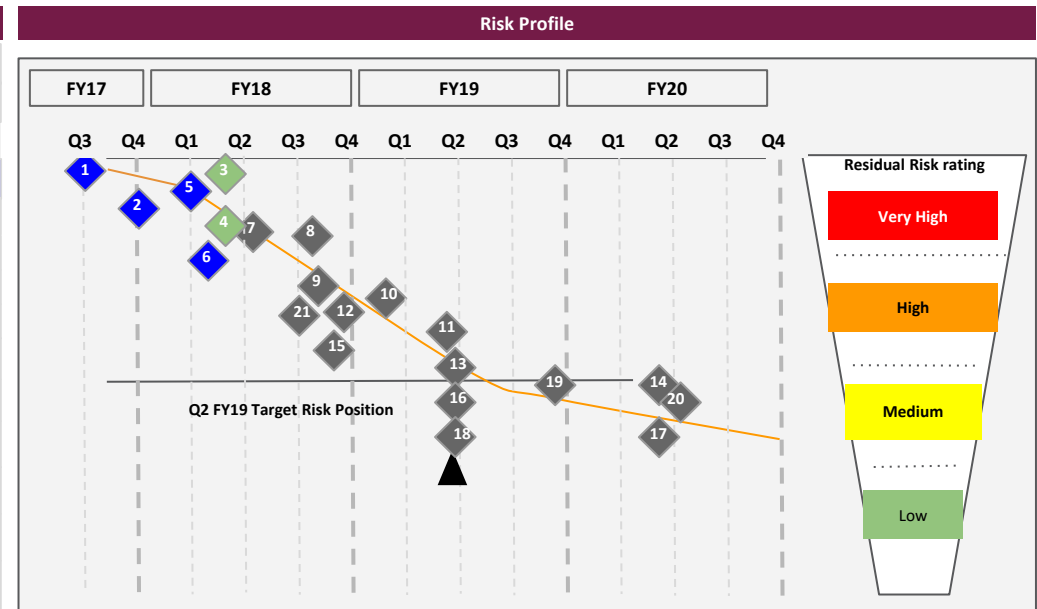 Risk Profile
FY17 FY18 FY19 FY20
Q3 Q4 Q1 Q2 Q3 Q4 Q1 Q2 Q3 Q4 Q1 Q2 Q3 Q4
Residual Risk rating
1
3
5
2
Very High
4
7
8
6
9
10
High
21
12
11
15
13
19
14
Q2 FY19 Target Risk Position
16
20
Medium
18
17
Low